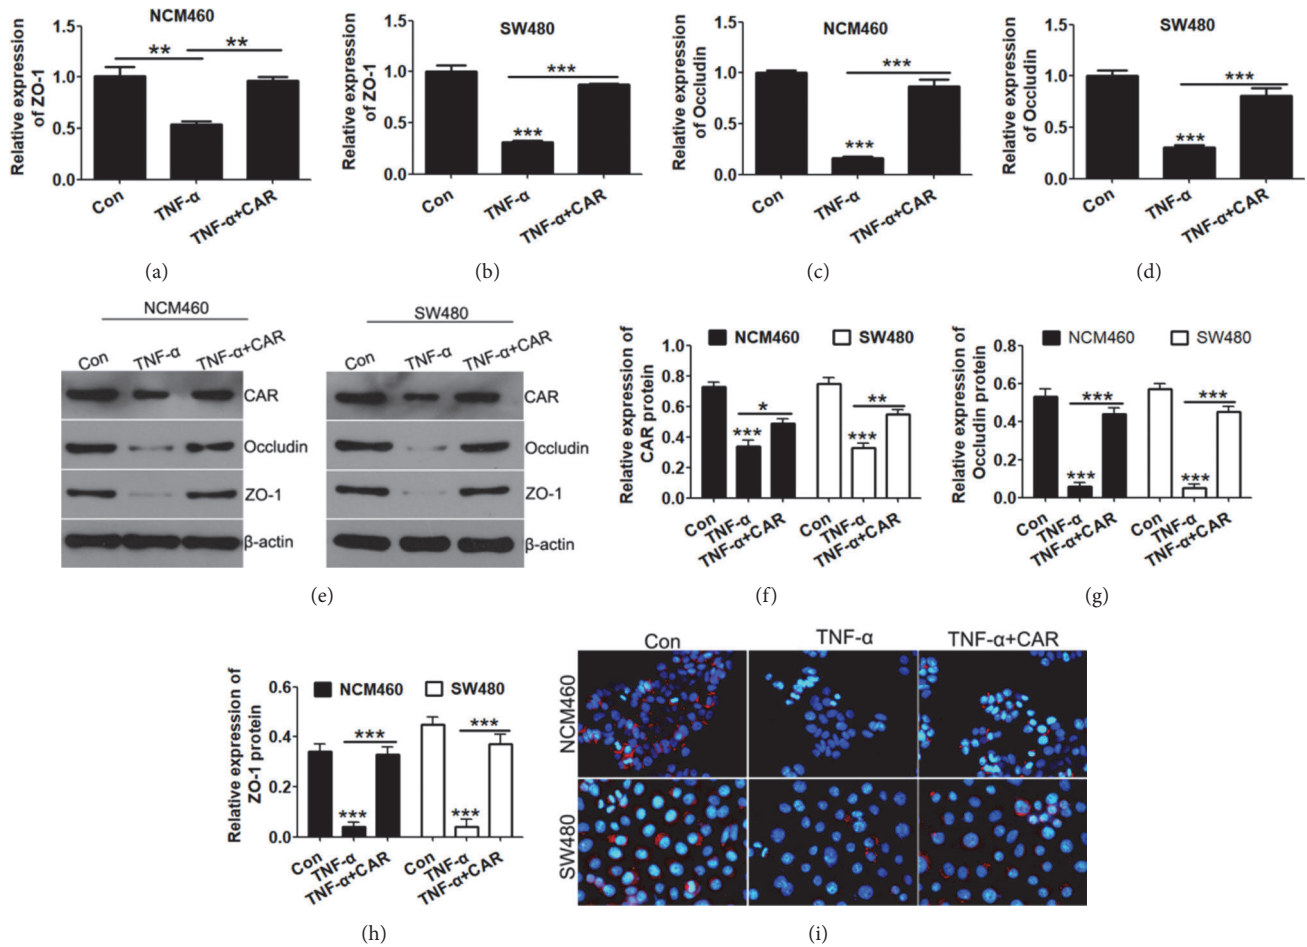 NCM460
Relative expression
of ZO-1
1.5
1.0
0.5
0.0
**
**
Con
TNF-α
TNF-α+CAR
(a)
SW480
Relative expression
of ZO-1
1.5
1.0
0.5
0.0
***
***
Con
TNF-α
TNF-α+CAR
(b)
NCM460
Relative expression
of Occludin
1.5
1.0
0.5
0.0
***
***
Con
TNF-α
TNF-α+CAR
(c)
SW480
Relative expression
of Occludin
1.5
1.0
0.5
0.0
***
***
Con
TNF-α
TNF-α+CAR
(d)
NCM460
SW480
Con
TNF-α
TNF-α+CAR
Con
TNF-α
TNF-α+CAR
CAR
CAR
Occludin
Occludin
ZO-1
ZO-1
β-actin
β-actin
(e)
Relative expression of
CAR protein
NCM460
SW480
1.0
0.8
0.6
0.4
0.2
0.0
***
*
***
**
Con
TNF-α
TNF-α+CAR
Con
TNF-α
TNF-α+CAR
(f)
Relative expression of
Occludin protein
NCM460
SW480
0.8
0.6
0.4
0.2
0.0
***
***
***
***
Con
TNF-α
TNF-α+CAR
Con
TNF-α
TNF-α+CAR
(g)
Relative expression of
ZO-1 protein
NCM460
SW480
0.6
0.4
0.2
0.0
***
***
***
***
Con
TNF-α
TNF-α+CAR
Con
TNF-α
TNF-α+CAR
(h)
Con
TNF-α
TNF-α+CAR
NCM460
SW480
(i)